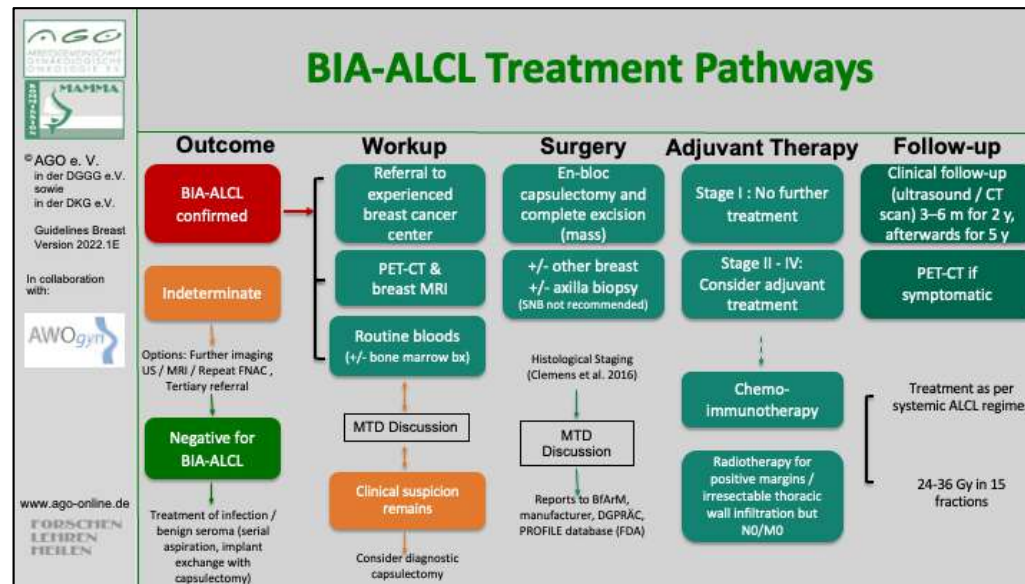 AGO
ARBEITSGEMEINSCHAFT
GYNÄKOLOGISCHE
ONKOLOGIE E.V.
MAMMA
© AGO e. V.
in der DGGG e.V.
sowie
in der DKG e.V.
Guidelines Breast
Version 2022.1E
In collaboration
with:
AWOgyn
www.ago-online.de
FORSCHEN
LEHREN
HEILEN
BIA-ALCL Treatment Pathways
Outcome
BIA-ALCL
confirmed
Indeterminate
Options: Further imaging
US / MRI / Repeat FNAC ,
Tertiary referral
Negative for
BIA-ALCL
Treatment of infection /
benign seroma (serial
aspiration, implant
exchange with
capsulectomy)
Workup
Referral to
experienced
breast cancer
center
PET-CT &
breast MRI
Routine bloods
(+/- bone marrow bx)
MTD Discussion
Clinical suspicion
remains
Consider diagnostic
capsulectomy
Surgery
En-bloc
capsulectomy and
complete excision
(mass)
+/- other breast
+/- axilla biopsy
(SNB not recommended)
Histological Staging
(Clemens et al. 2016)
MTD
Discussion
Reports to BfArM,
manufacturer, DGPRÄC,
PROFILE database (FDA)
Adjuvant Therapy
Stage I : No further
treatment
Stage II - IV:
Consider adjuvant
treatment
Chemo-
immunotherapy
Radiotherapy for
positive margins /
irresectable thoracic
wall infiltration but
N0/M0
Follow-up
Clinical follow-up
(ultrasound / CT
scan) 3–6 m for 2 y,
afterwards for 5 y
PET-CT if
symptomatic
Treatment as per
systemic ALCL regime
24-36 Gy in 15
fractions